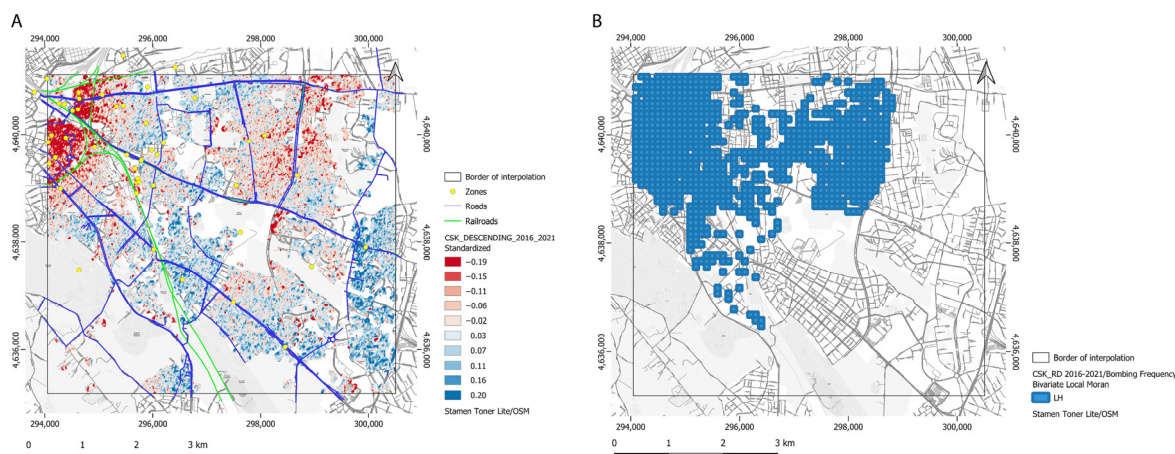 A
294,000
296,000
298,000
300,000
4,640,000
4,638,000
4,636,000
4,640,000
4,638,000
4,636,000
294,000
296,000
298,000
300,000
Border of interpolation
Zones
Roads
Railroads
CSK_DESCENDING_2016_2021
Standardized
−0.19
−0.15
−0.11
−0.06
−0.02
0.03
0.07
0.11
0.16
0.20
Stamen Toner Lite/OSM
0 1 2 3 km
B
294,000
296,000
298,000
300,000
4,640,000
4,638,000
4,636,000
4,640,000
4,638,000
4,636,000
294,000
296,000
298,000
300,000
Border of interpolation
CSK_RD 2016-2021/Bombing Frequency
Bivariate Local Moran
LH
Stamen Toner Lite/OSM
0 1 2 3 km